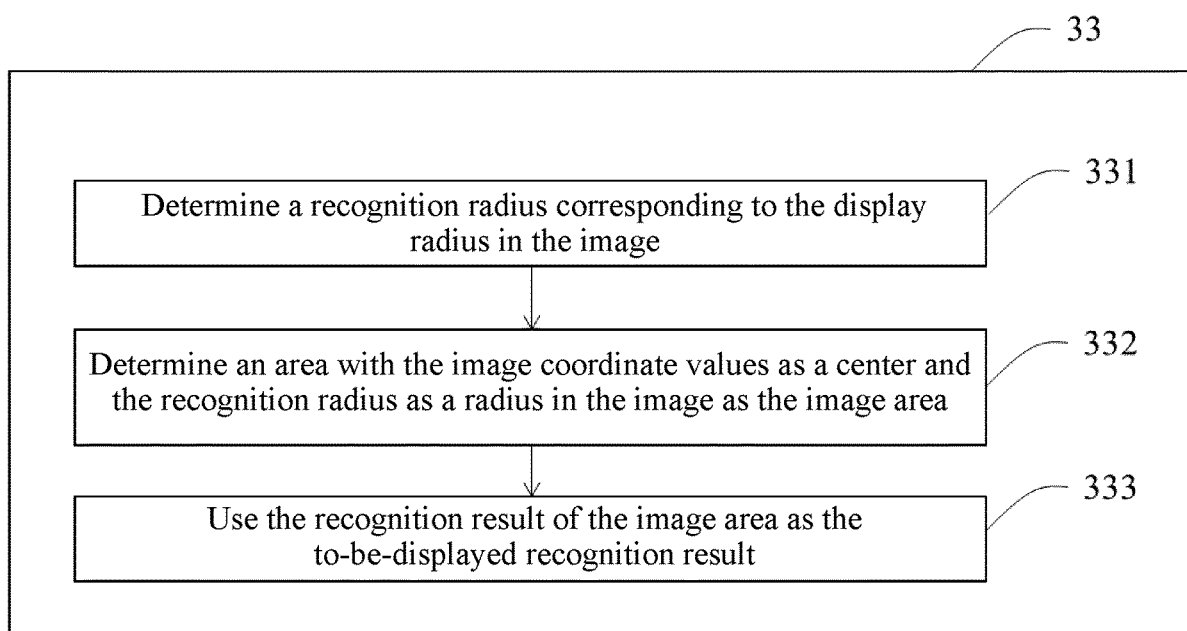 33
331
Determine a recognition radius corresponding to the display
radius in the image
332
Determine an area with the image coordinate values as a center and
the recognition radius as a radius in the image as the image area
333
Use the recognition result of the image area as the
to-be-displayed recognition result